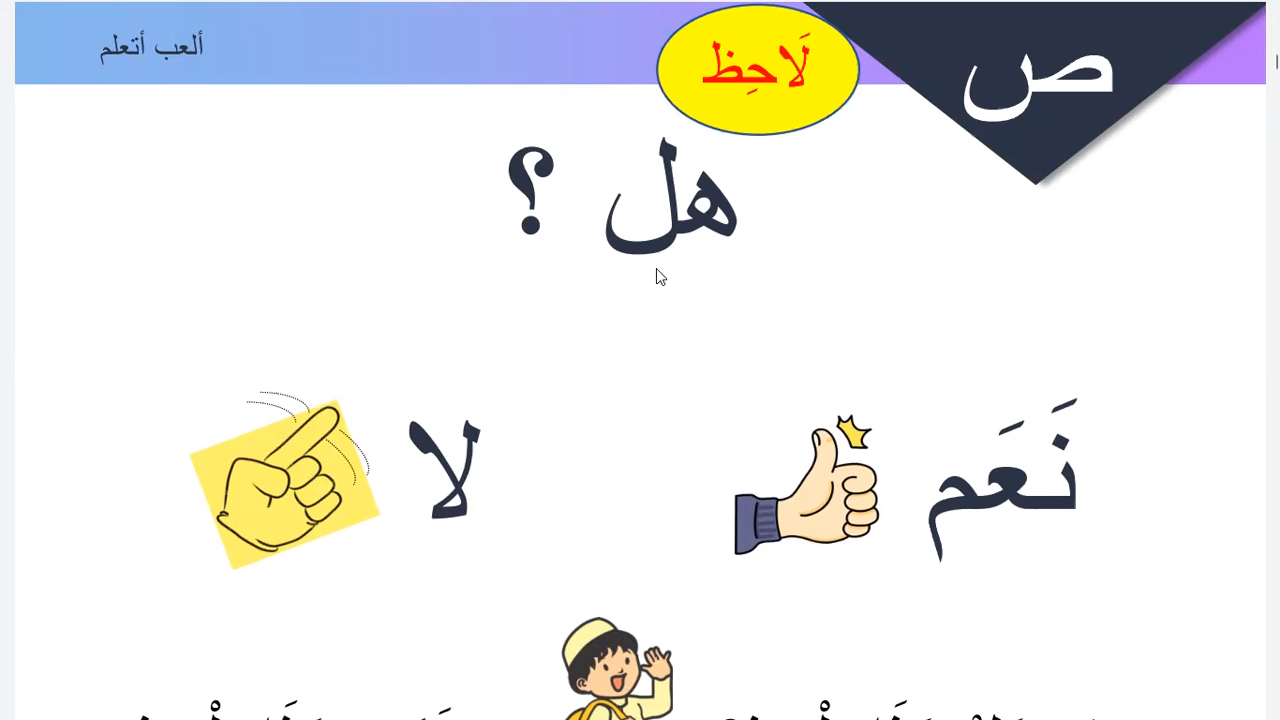 ص
لَاحِظ
ألعب أتعلم
هل ؟
نَعَم
لا